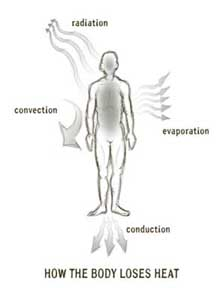 radiation
convection
evaporation
conduction
HOW THE BODY LOSES HEAT